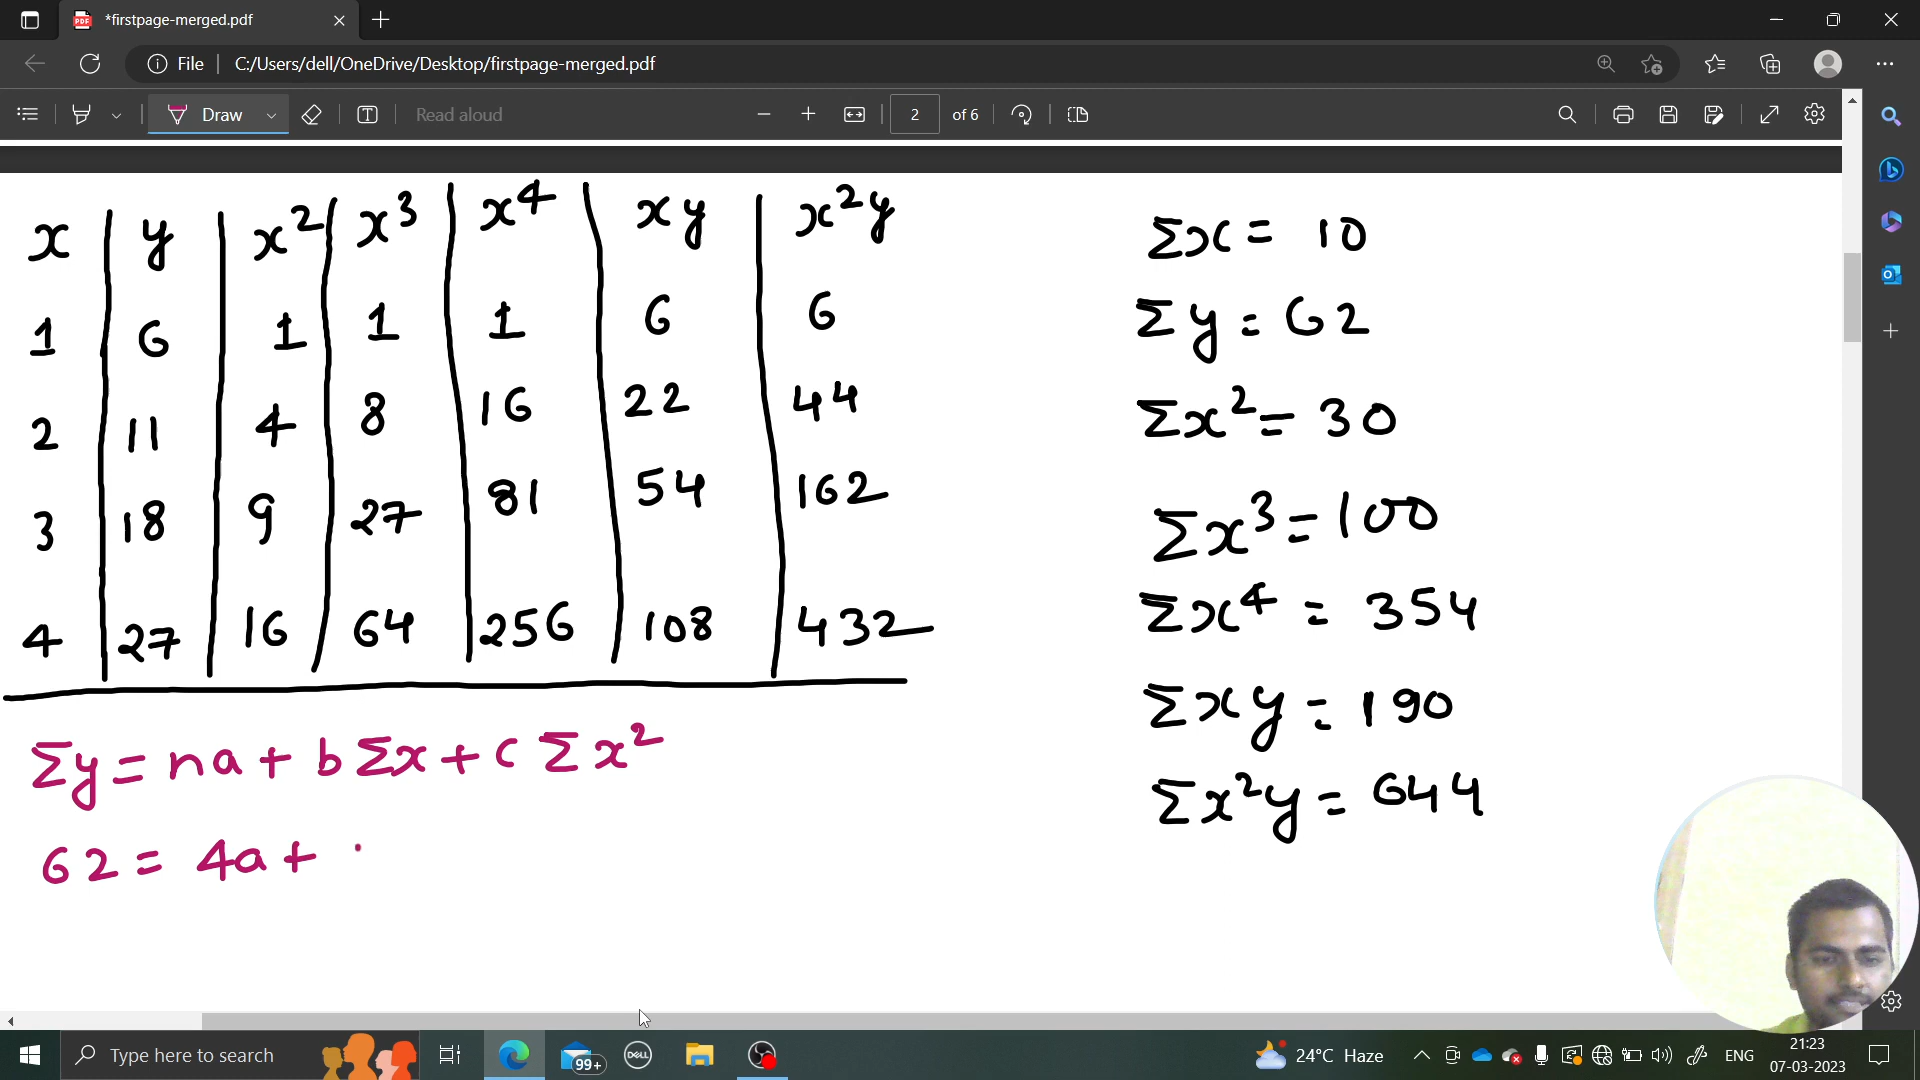 *firstpage-merged.pdf
File | C:/Users/dell/OneDrive/Desktop/firstpage-merged.pdf
Draw Read aloud 2 of 6
x y x² x³ x⁴ xy x²y
1 6 1 1 1 6 6
2 11 4 8 16 22 44
3 18 9 27 81 54 162
4 27 16 64 256 108 432
Σy = na + bΣx + cΣx²
62 = 4a +
Σx = 10
Σy = 62
Σx² = 30
Σx³ = 100
Σx⁴ = 354
Σxy = 190
Σx²y = 644
Type here to search
99+
DELL
24°C Haze
ENG
21:23
07-03-2023